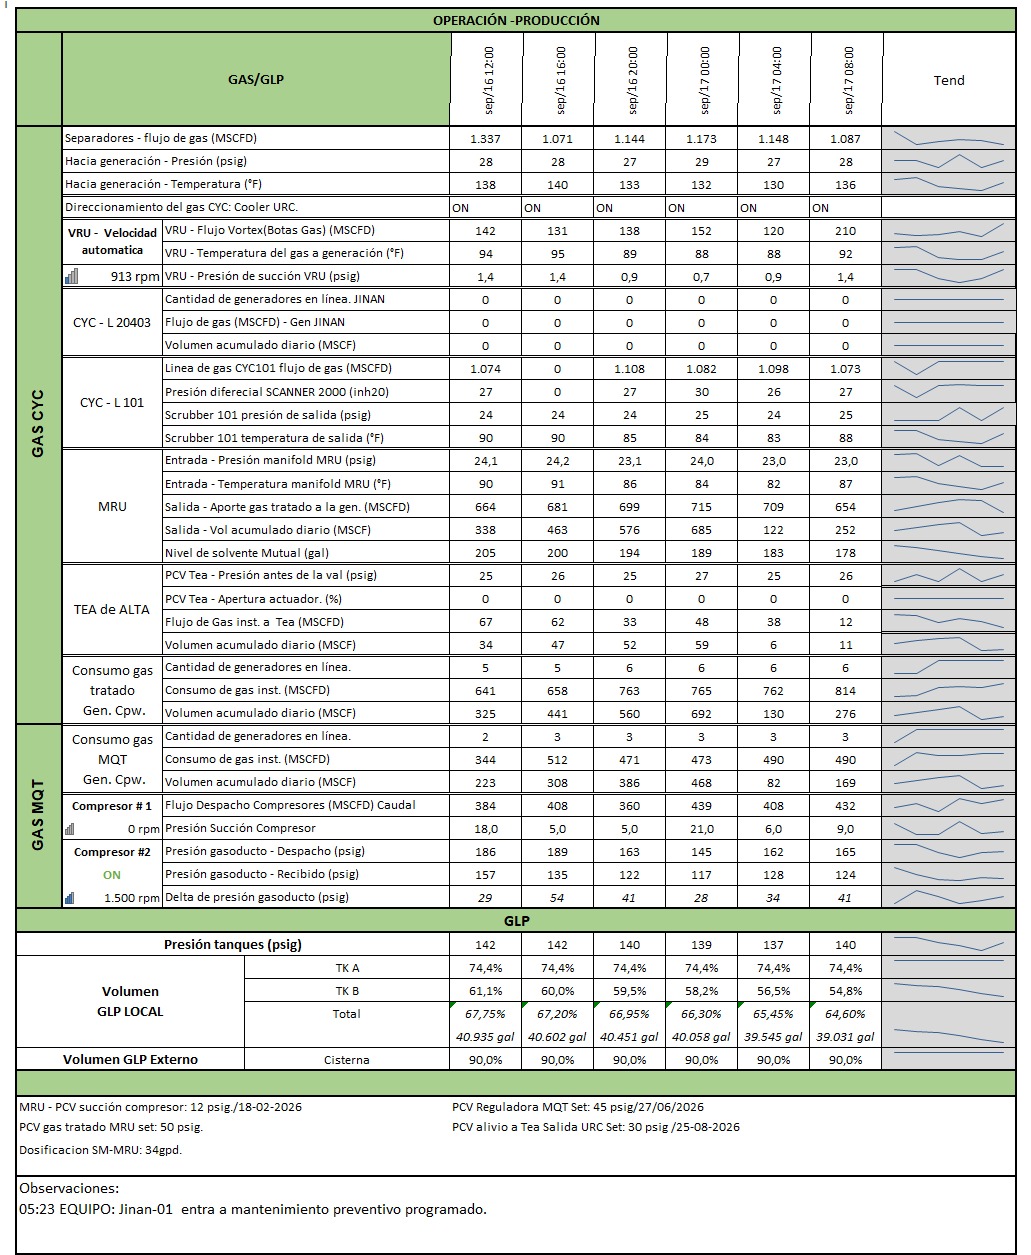 OPERACIÓN -PRODUCCIÓN
GAS/GLP sep/16 12:00 sep/16 16:00 sep/16 20:00 sep/17 00:00 sep/17 04:00 sep/17 08:00 Tend
GAS CYC
Separadores - flujo de gas (MSCFD) 1.337 1.071 1.144 1.173 1.148 1.087
Hacia generación - Presión (psig) 28 28 27 29 27 28
Hacia generación - Temperatura (°F) 138 140 133 132 130 136
Direccionamiento del gas CYC: Cooler URC. ON ON ON ON ON ON
VRU - Velocidad automatica
913 rpm
VRU - Flujo Vortex(Botas Gas) (MSCFD) 142 131 138 152 120 210
VRU - Temperatura del gas a generación (°F) 94 95 89 88 88 92
VRU - Presión de succión VRU (psig) 1,4 1,4 0,9 0,7 0,9 1,4
CYC - L 20403
Cantidad de generadores en línea. JINAN 0 0 0 0 0 0
Flujo de gas (MSCFD) - Gen JINAN 0 0 0 0 0 0
Volumen acumulado diario (MSCF) 0 0 0 0 0 0
CYC - L 101
Linea de gas CYC101 flujo de gas (MSCFD) 1.074 0 1.108 1.082 1.098 1.073
Presión diferecial SCANNER 2000 (inh20) 27 0 27 30 26 27
Scrubber 101 presión de salida (psig) 24 24 24 25 24 25
Scrubber 101 temperatura de salida (°F) 90 90 85 84 83 88
MRU
Entrada - Presión manifold MRU (psig) 24,1 24,2 23,1 24,0 23,0 23,0
Entrada - Temperatura manifold MRU (°F) 90 91 86 84 82 87
Salida - Aporte gas tratado a la gen. (MSCFD) 664 681 699 715 709 654
Salida - Vol acumulado diario (MSCF) 338 463 576 685 122 252
Nivel de solvente Mutual (gal) 205 200 194 189 183 178
TEA de ALTA
PCV Tea - Presión antes de la val (psig) 25 26 25 27 25 26
PCV Tea - Apertura actuador. (%) 0 0 0 0 0 0
Flujo de Gas inst. a Tea (MSCFD) 67 62 33 48 38 12
Volumen acumulado diario (MSCF) 34 47 52 59 6 11
Consumo gas tratado Gen. Cpw.
Cantidad de generadores en línea. 5 5 6 6 6 6
Consumo de gas inst. (MSCFD) 641 658 763 765 762 814
Volumen acumulado diario (MSCF) 325 441 560 692 130 276
GAS MQT
Consumo gas MQT Gen. Cpw.
Cantidad de generadores en línea. 2 3 3 3 3 3
Consumo de gas inst. (MSCFD) 344 512 471 473 490 490
Volumen acumulado diario (MSCF) 223 308 386 468 82 169
Compresor # 1
0 rpm
Flujo Despacho Compresores (MSCFD) Caudal 384 408 360 439 408 432
Presión Succión Compresor 18,0 5,0 5,0 21,0 6,0 9,0
Compresor #2
ON
1.500 rpm
Presión gasoducto - Despacho (psig) 186 189 163 145 162 165
Presión gasoducto - Recibido (psig) 157 135 122 117 128 124
Delta de presión gasoducto (psig) 29 54 41 28 34 41
GLP
Presión tanques (psig) 142 142 140 139 137 140
Volumen GLP LOCAL
TK A 74,4% 74,4% 74,4% 74,4% 74,4% 74,4%
TK B 61,1% 60,0% 59,5% 58,2% 56,5% 54,8%
Total 67,75% 67,20% 66,95% 66,30% 65,45% 64,60%
40.935 gal 40.602 gal 40.451 gal 40.058 gal 39.545 gal 39.031 gal
Volumen GLP Externo Cisterna 90,0% 90,0% 90,0% 90,0% 90,0% 90,0%
MRU - PCV succión compresor: 12 psig./18-02-2026 PCV Reguladora MQT Set: 45 psig/27/06/2026
PCV gas tratado MRU set: 50 psig. PCV alivio a Tea Salida URC Set: 30 psig /25-08-2026
Dosificacion SM-MRU: 34gpd.
Observaciones:
05:23 EQUIPO: Jinan-01 entra a mantenimiento preventivo programado.